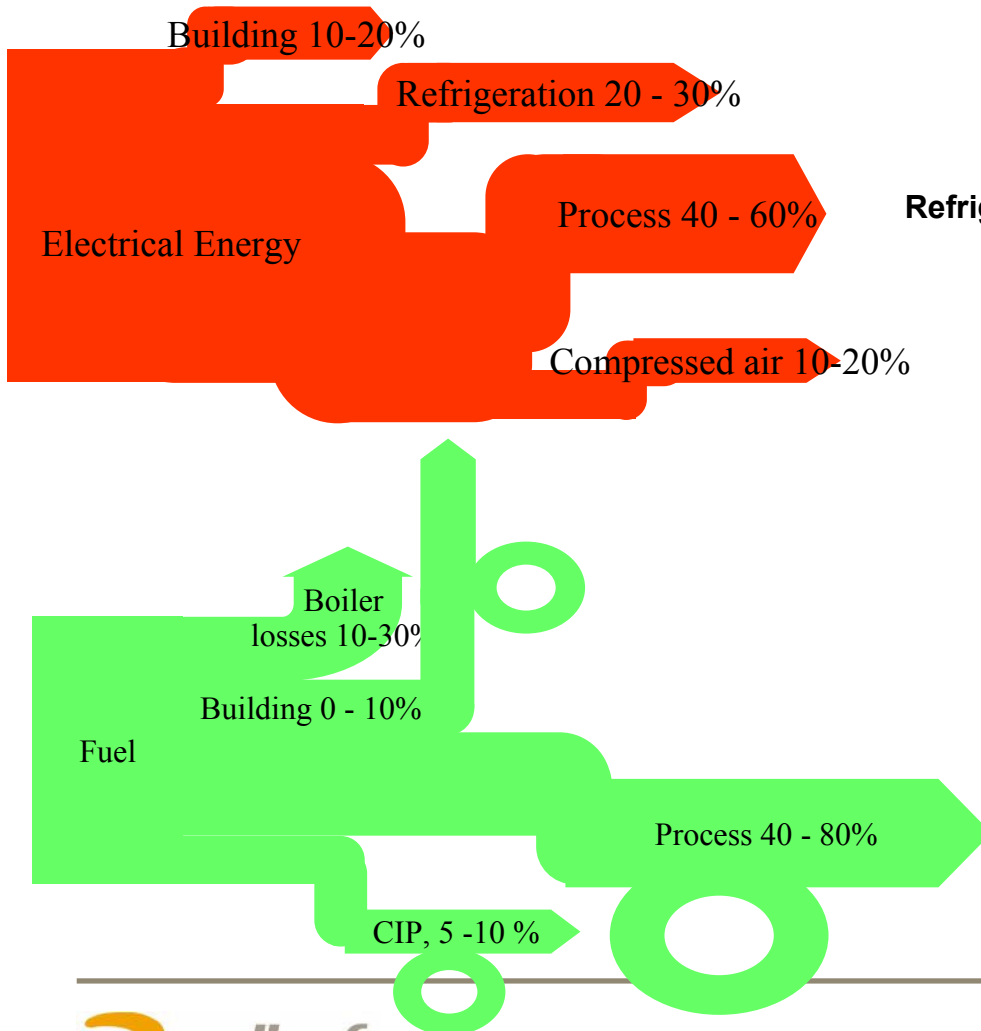 Building 10-20%
Refrigeration 20 - 30%
Process 40 - 60%
Electrical Energy
Compressed air 10-20%
Boiler
losses 10-30%
Building 0 - 10%
Fuel
Process 40 - 80%
CIP, 5 -10 %